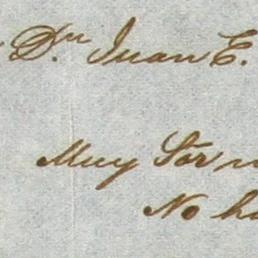 Dn Juan E.
Muy Sor
No ha